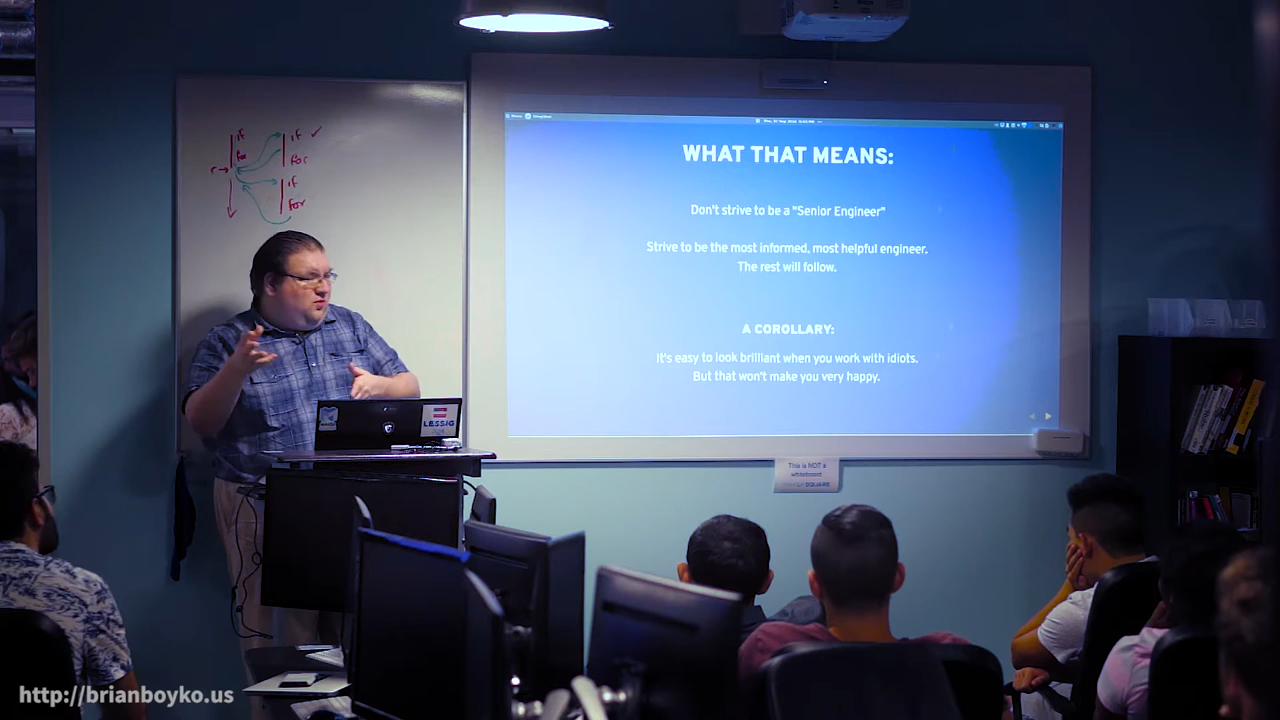 if
if ✓
for
for
r→
if
for
WHAT THAT MEANS:
Don't strive to be a "Senior Engineer"
Strive to be the most informed, most helpful engineer.
The rest will follow.
A COROLLARY:
It's easy to look brilliant when you work with idiots.
But that won't make you very happy.
LESSIG
This is NOT a
whiteboard
SQUARE
http://brianboyko.us